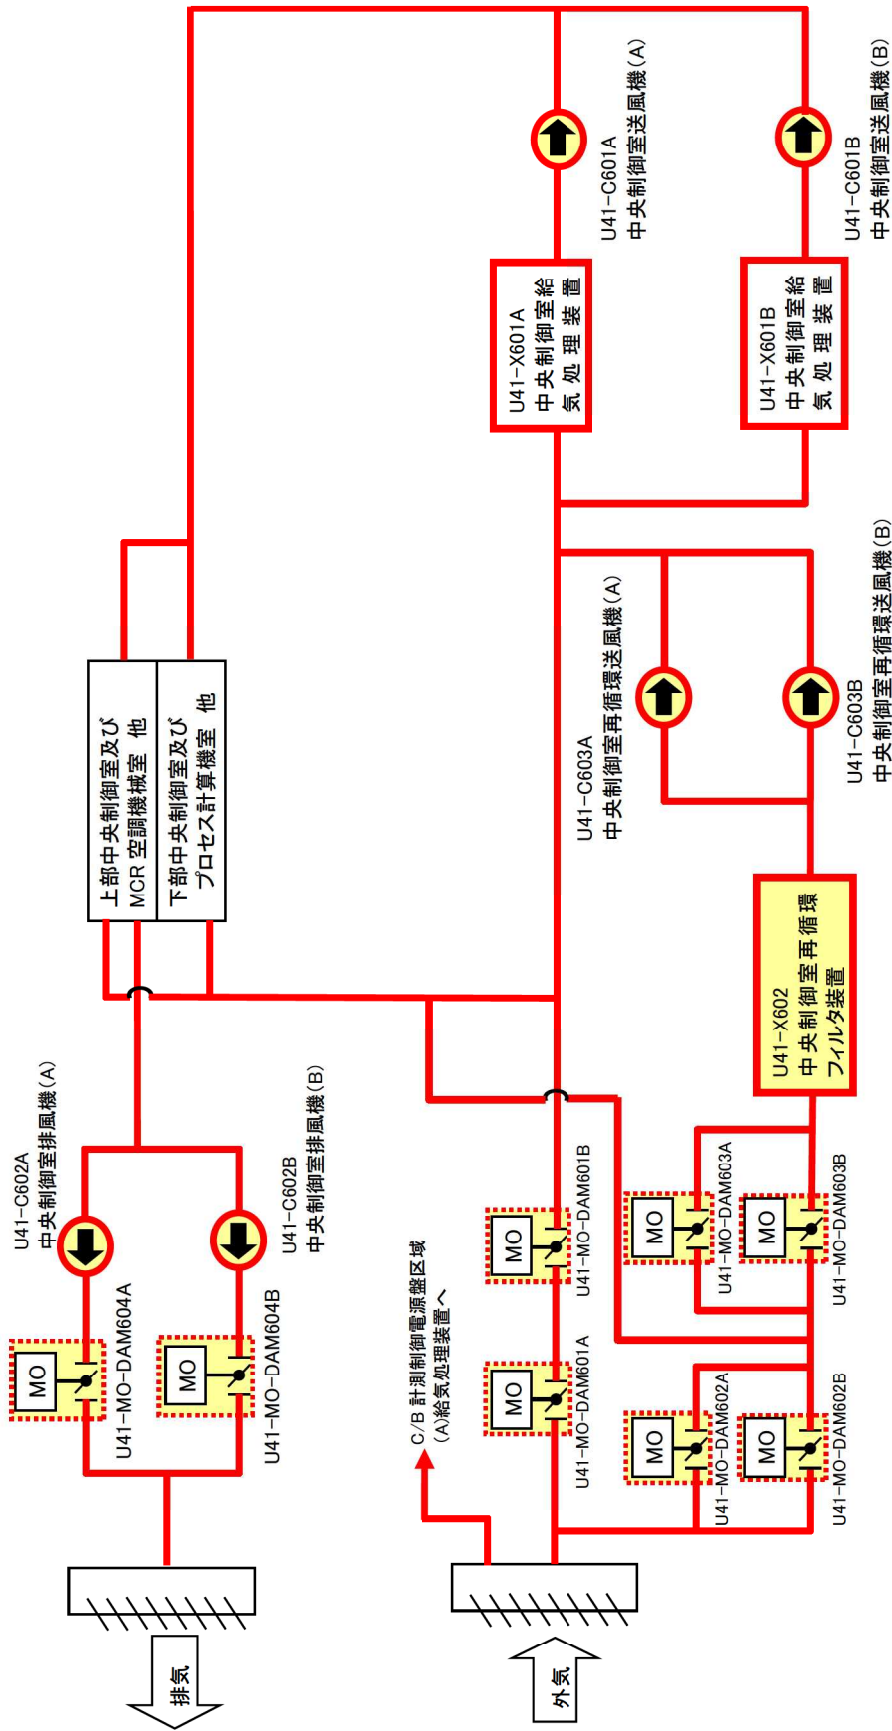 排気
MO
U41-MO-DAM604A
MO
U41-MO-DAM604B
U41-C602A
中央制御室排風機(A)
U41-C602B
中央制御室排風機(B)
上部中央制御室及び
MCR 空調機械室 他
下部中央制御室及び
プロセス計算機室 他
外気
C/B 計測制御電源盤区域
(A)給気処理装置へ
MO
U41-MO-DAM601A
MO
U41-MO-DAM601B
MO
U41-MO-DAM602A
MO
U41-MO-DAM602B
MO
U41-MO-DAM603A
MO
U41-MO-DAM603B
U41-X602
中央制御室再循環
フィルタ装置
U41-C603A
中央制御室再循環送風機(A)
U41-C603B
中央制御室再循環送風機(B)
U41-X601A
中央制御室給
気処理装置
U41-X601B
中央制御室給
気処理装置
U41-C601A
中央制御室送風機(A)
U41-C601B
中央制御室送風機(B)